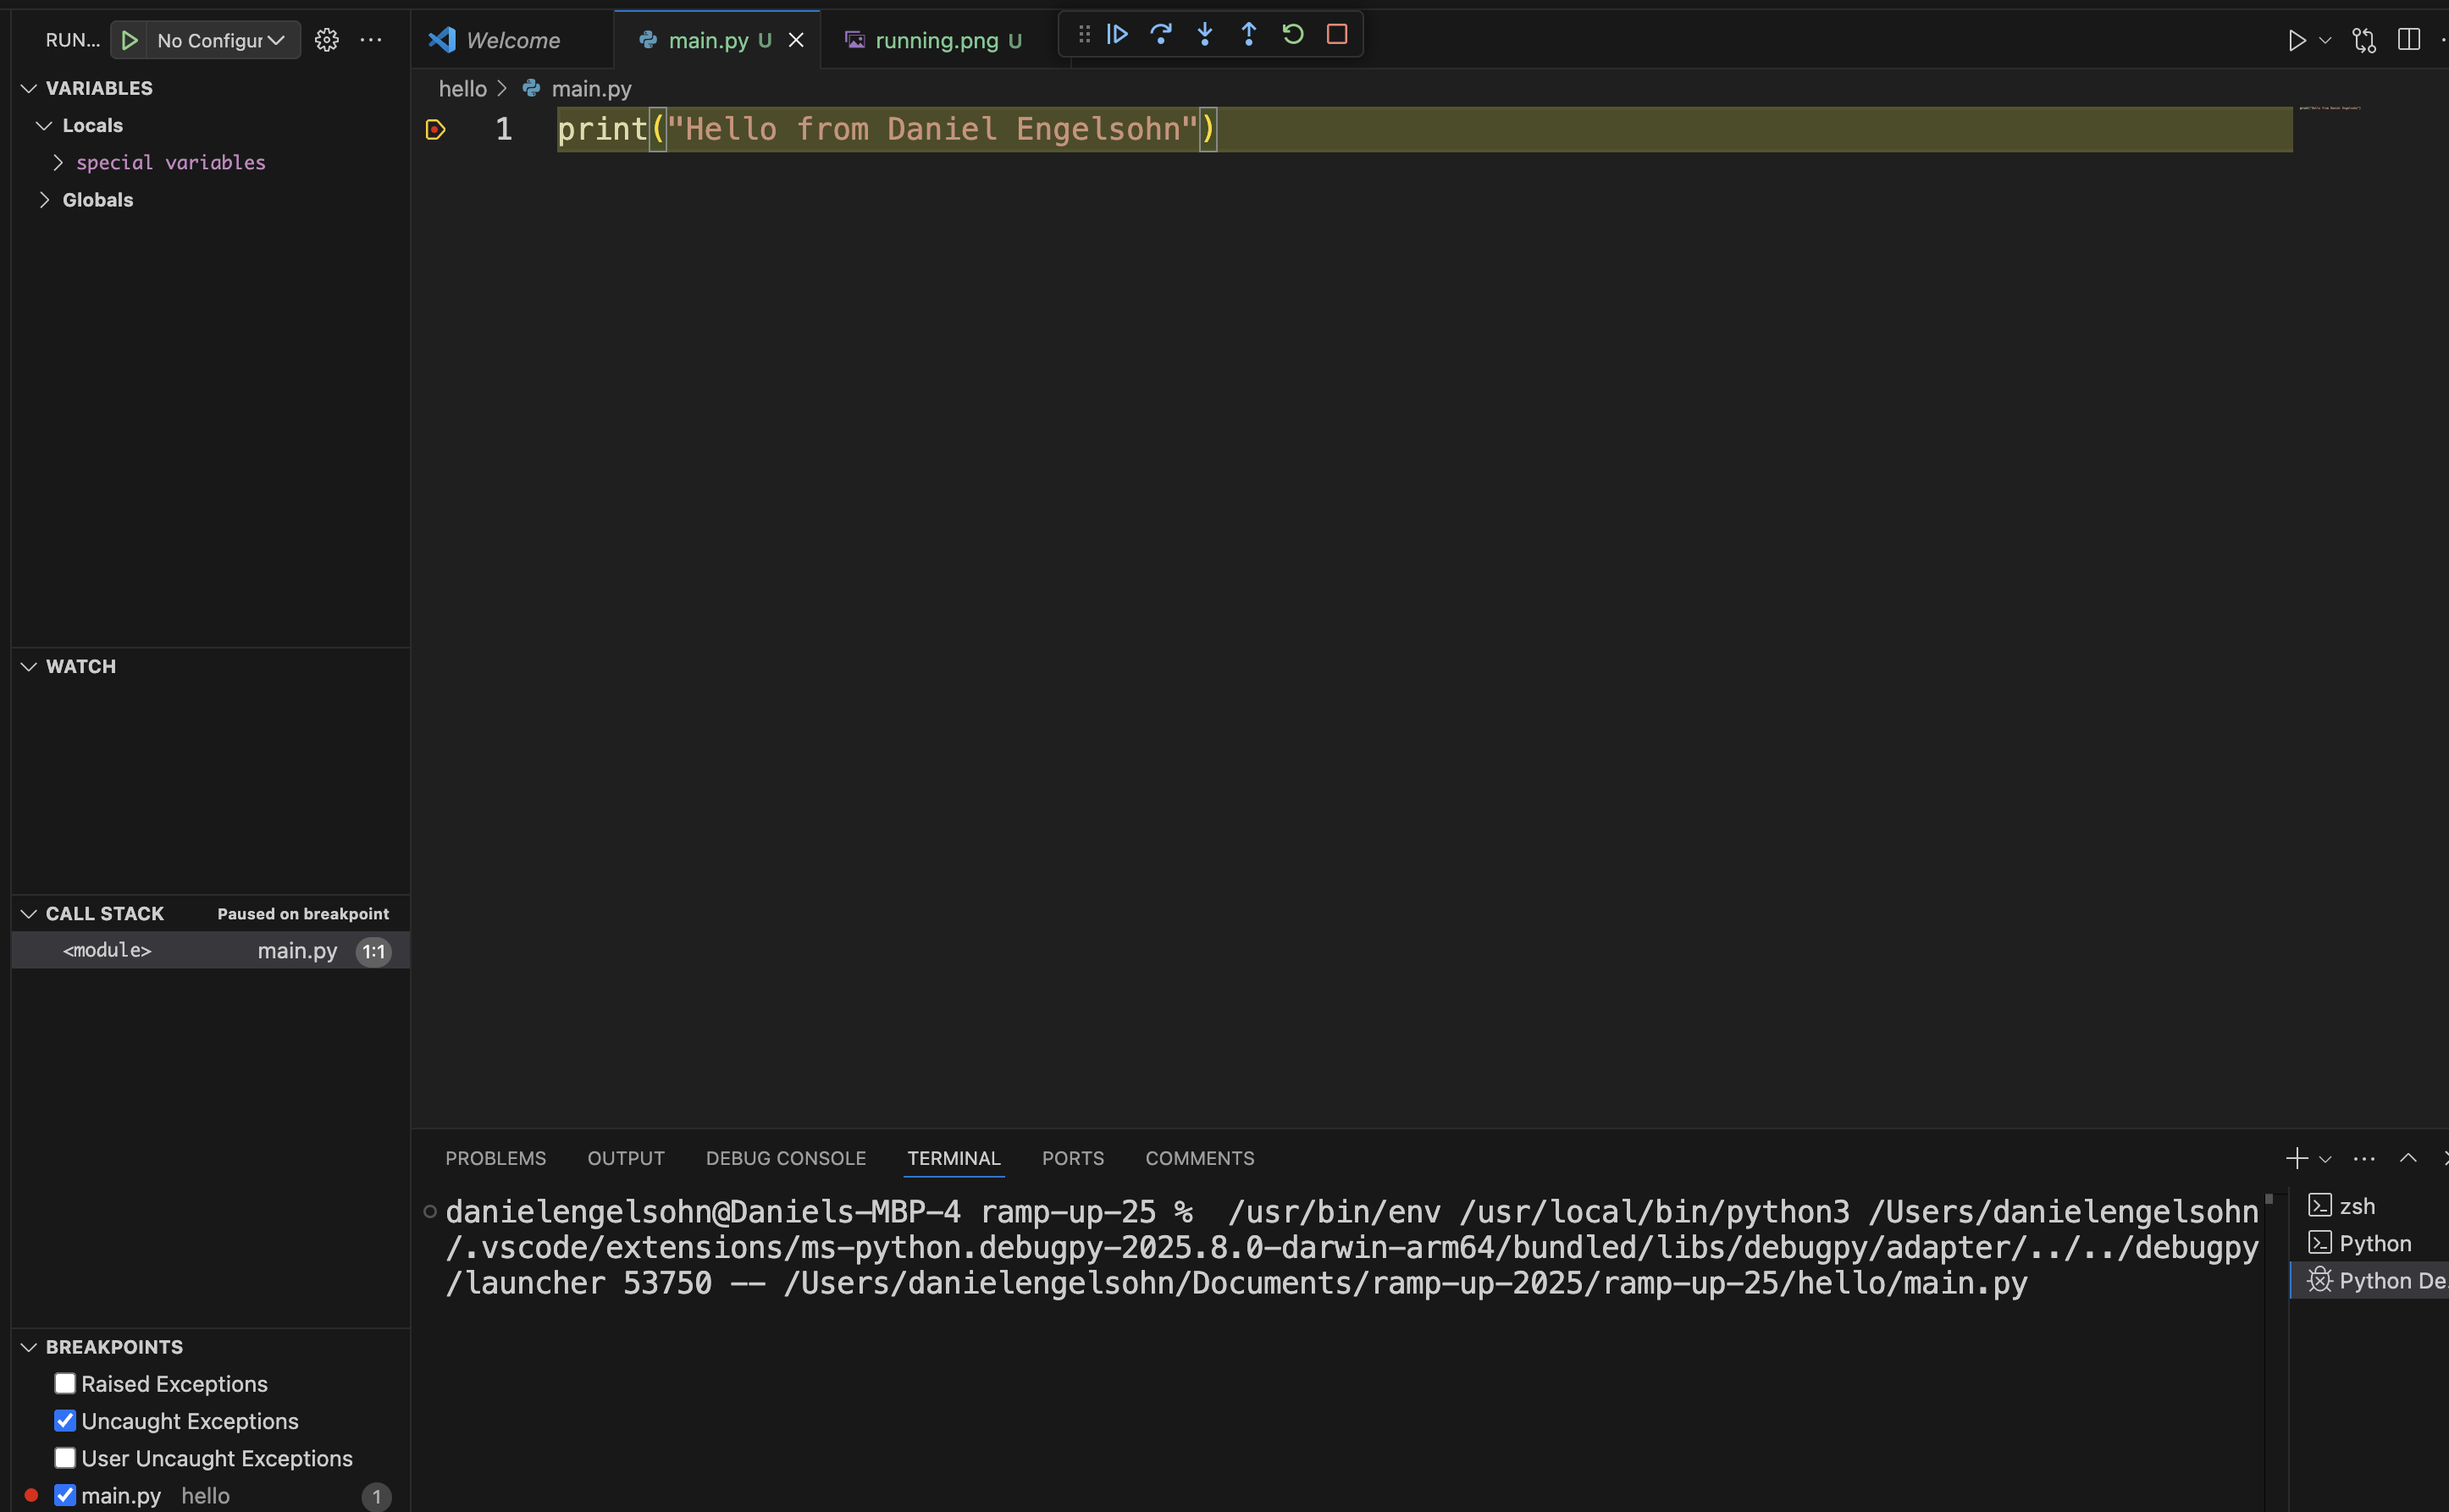 RUN...
No Configur
Welcome
main.py U
running.png U
VARIABLES
Locals
special variables
Globals
hello > main.py
1 print("Hello from Daniel Engelsohn")
WATCH
CALL STACK Paused on breakpoint
<module> main.py 1:1
BREAKPOINTS
Raised Exceptions
Uncaught Exceptions
User Uncaught Exceptions
main.py hello 1
PROBLEMS OUTPUT DEBUG CONSOLE TERMINAL PORTS COMMENTS
danielengelsohn@Daniels-MBP-4 ramp-up-25 %  /usr/bin/env /usr/local/bin/python3 /Users/danielengelsohn
/.vscode/extensions/ms-python.debugpy-2025.8.0-darwin-arm64/bundled/libs/debugpy/adapter/../../debugpy
/launcher 53750 -- /Users/danielengelsohn/Documents/ramp-up-2025/ramp-up-25/hello/main.py
zsh
Python
Python De...